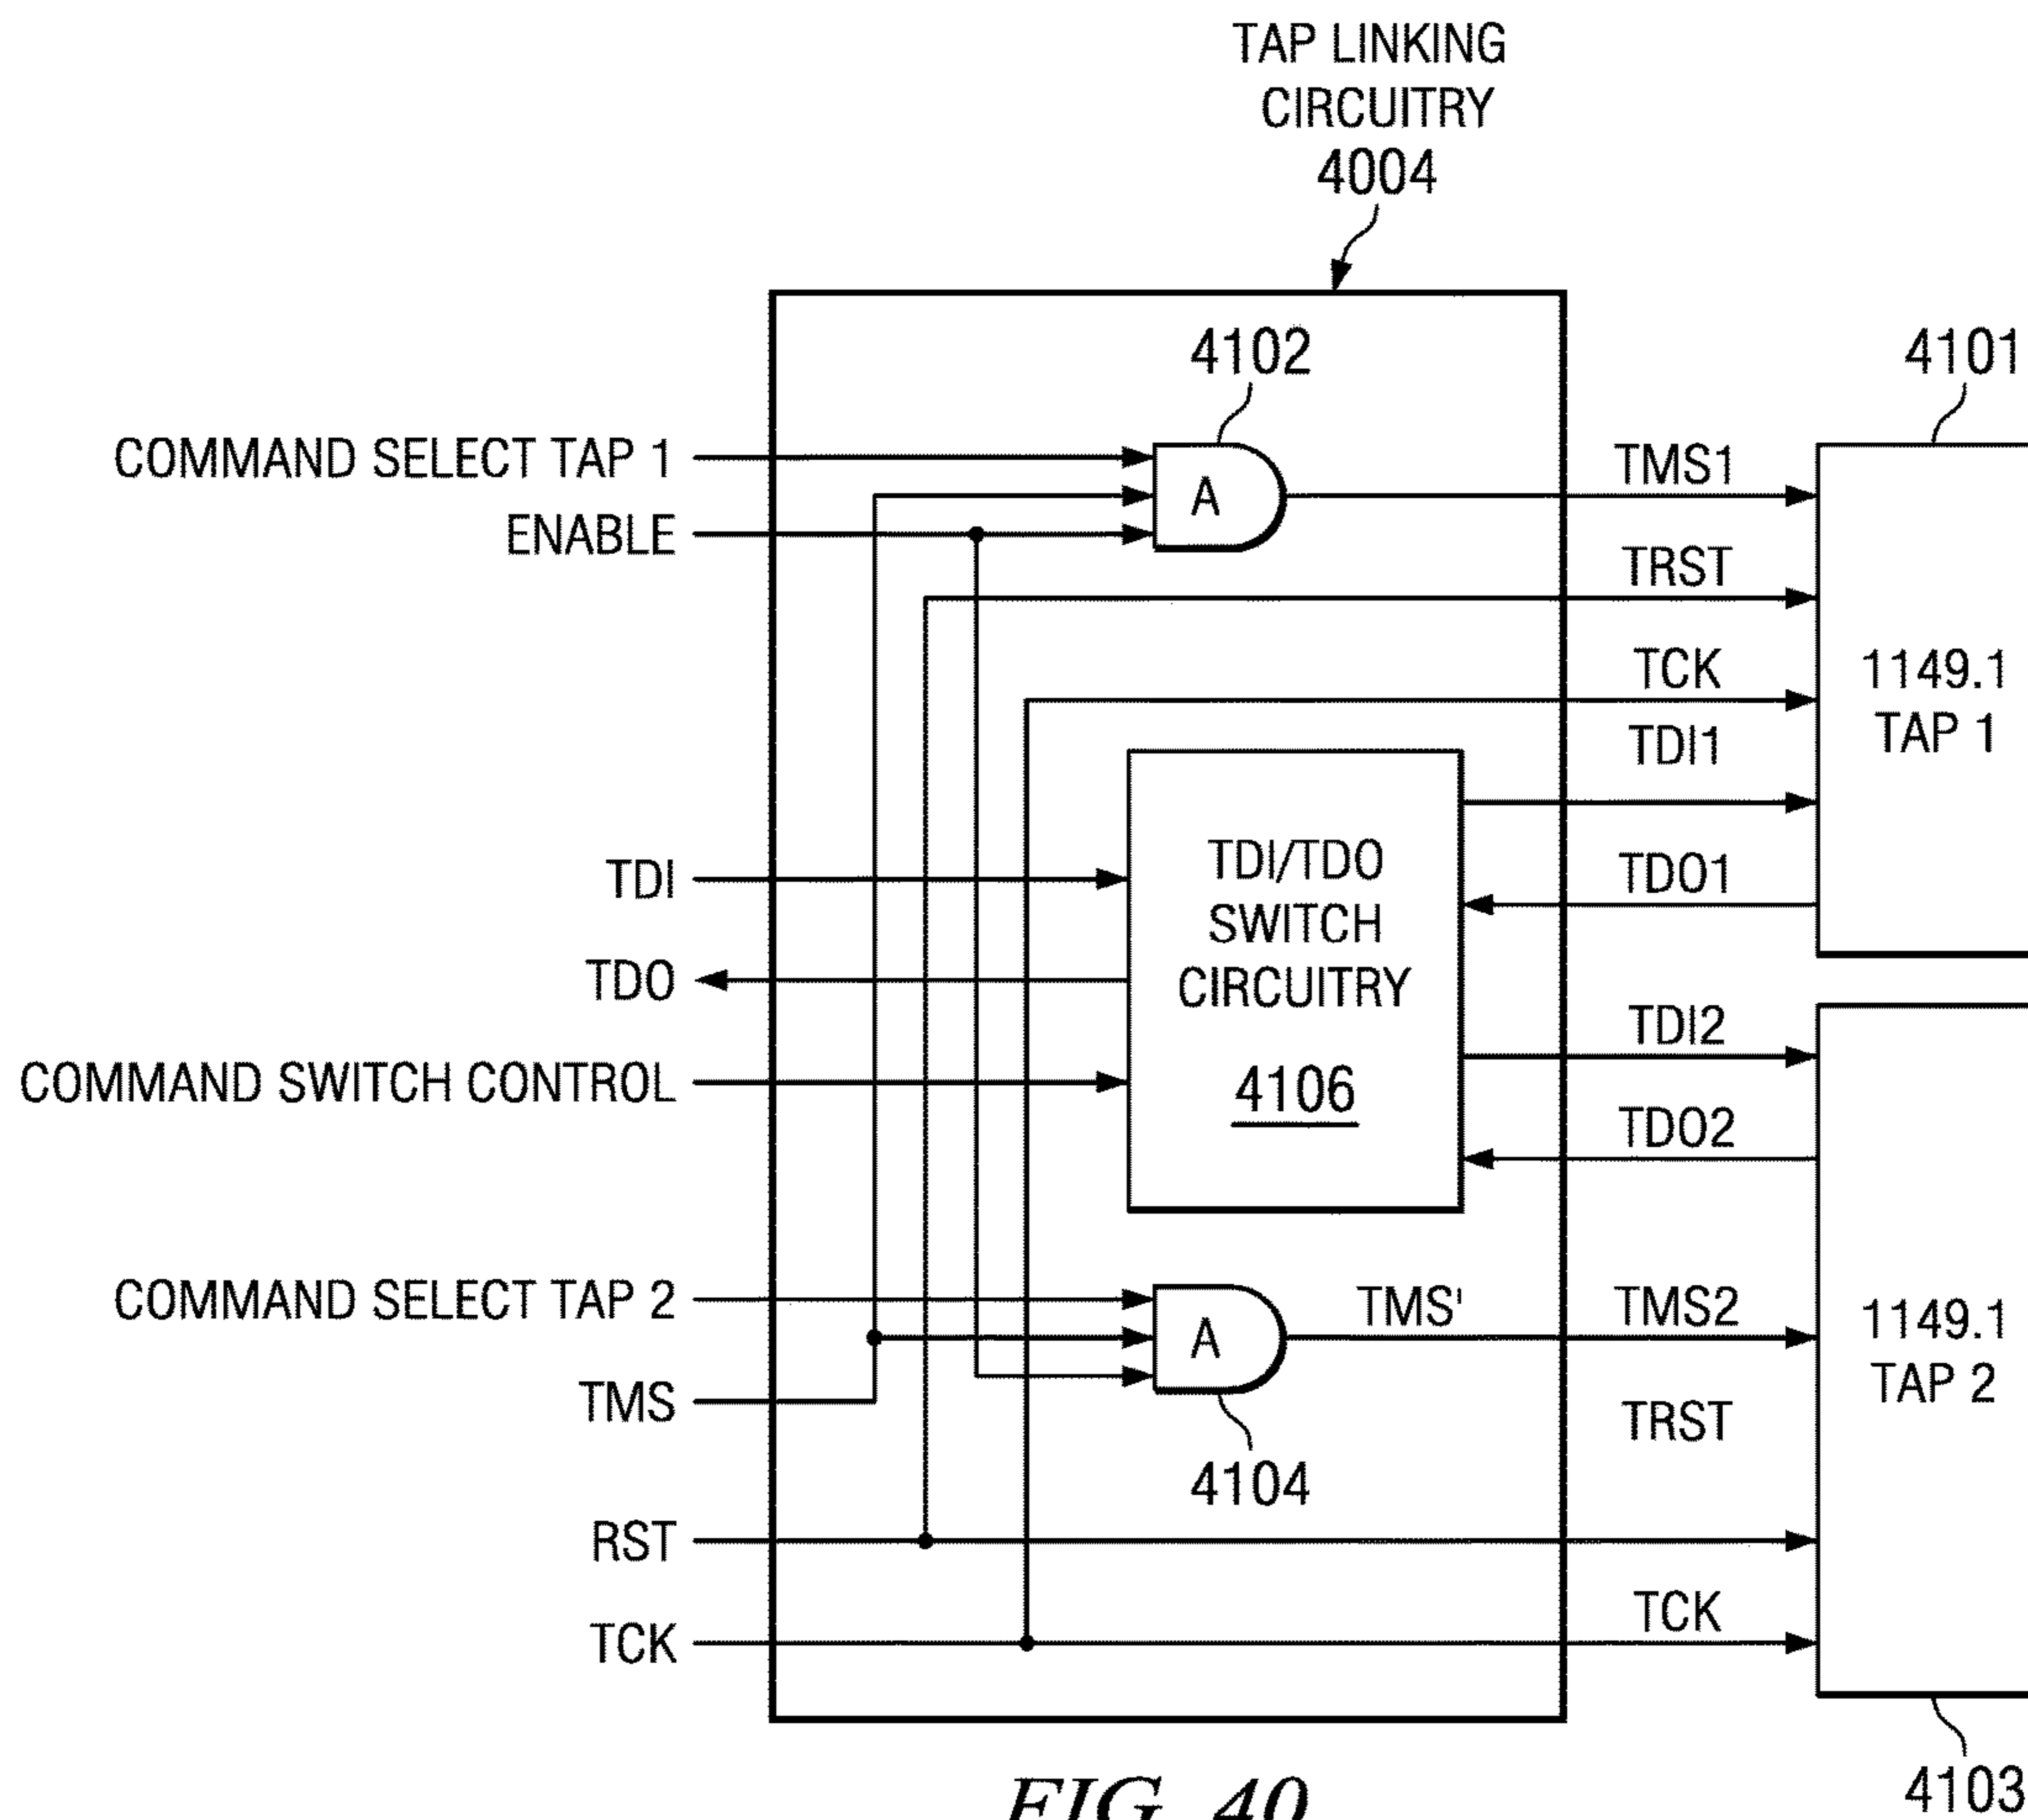 TAP LINKING
CIRCUITRY
4004
4102
4101
COMMAND SELECT TAP 1
A
TMS1
ENABLE
TRST
TCK
1149.1
TAP 1
TDI1
TDI
TDI/TDO
SWITCH
CIRCUITRY
4106
TDO1
TDO
TDI2
COMMAND SWITCH CONTROL
TDO2
COMMAND SELECT TAP 2
A
TMS'
TMS2
1149.1
TAP 2
TMS
TRST
4104
RST
TCK
TCK
4103
FIG. 40